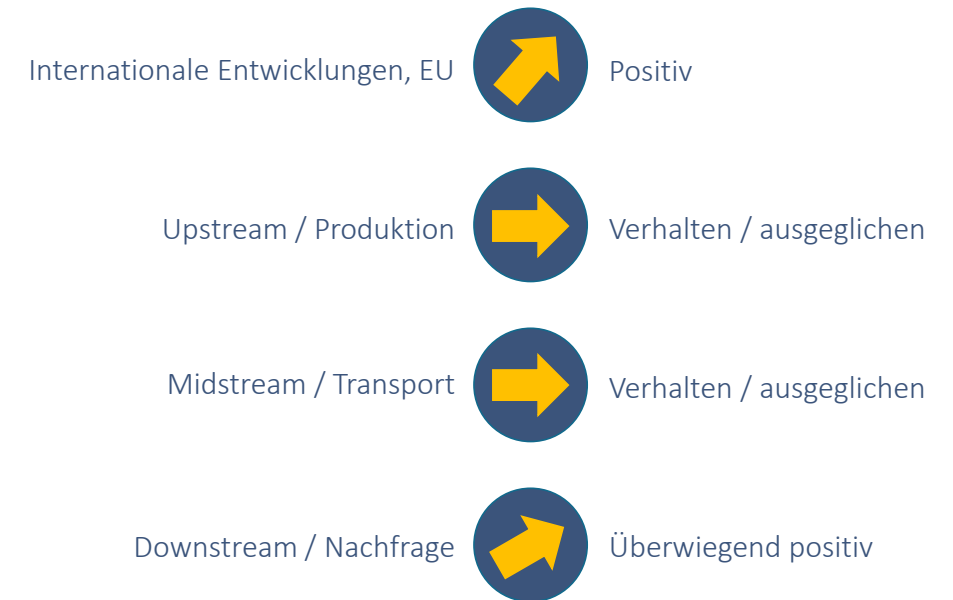 Internationale Entwicklungen, EU
Positiv
Upstream / Produktion
Verhalten / ausgeglichen
Midstream / Transport
Verhalten / ausgeglichen
Downstream / Nachfrage
Überwiegend positiv